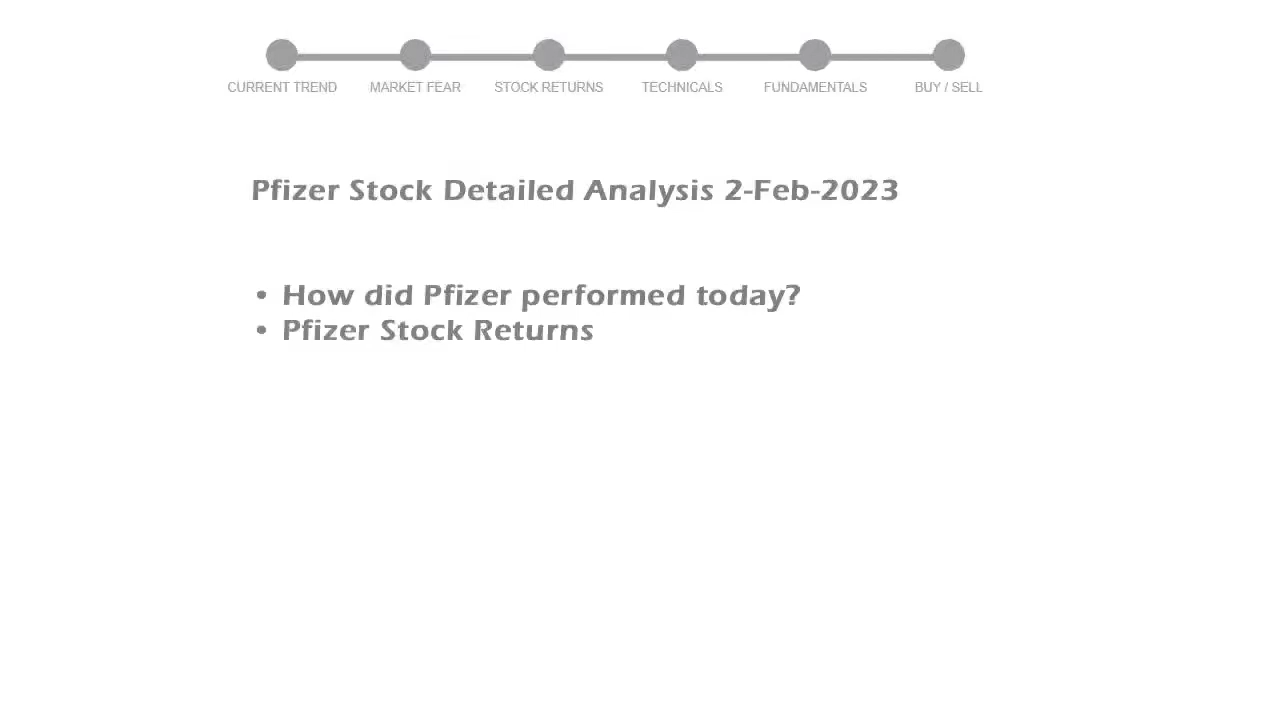 CURRENT TREND MARKET FEAR STOCK RETURNS TECHNICALS FUNDAMENTALS BUY / SELL
Pfizer Stock Detailed Analysis 2-Feb-2023
• How did Pfizer performed today?
• Pfizer Stock Returns